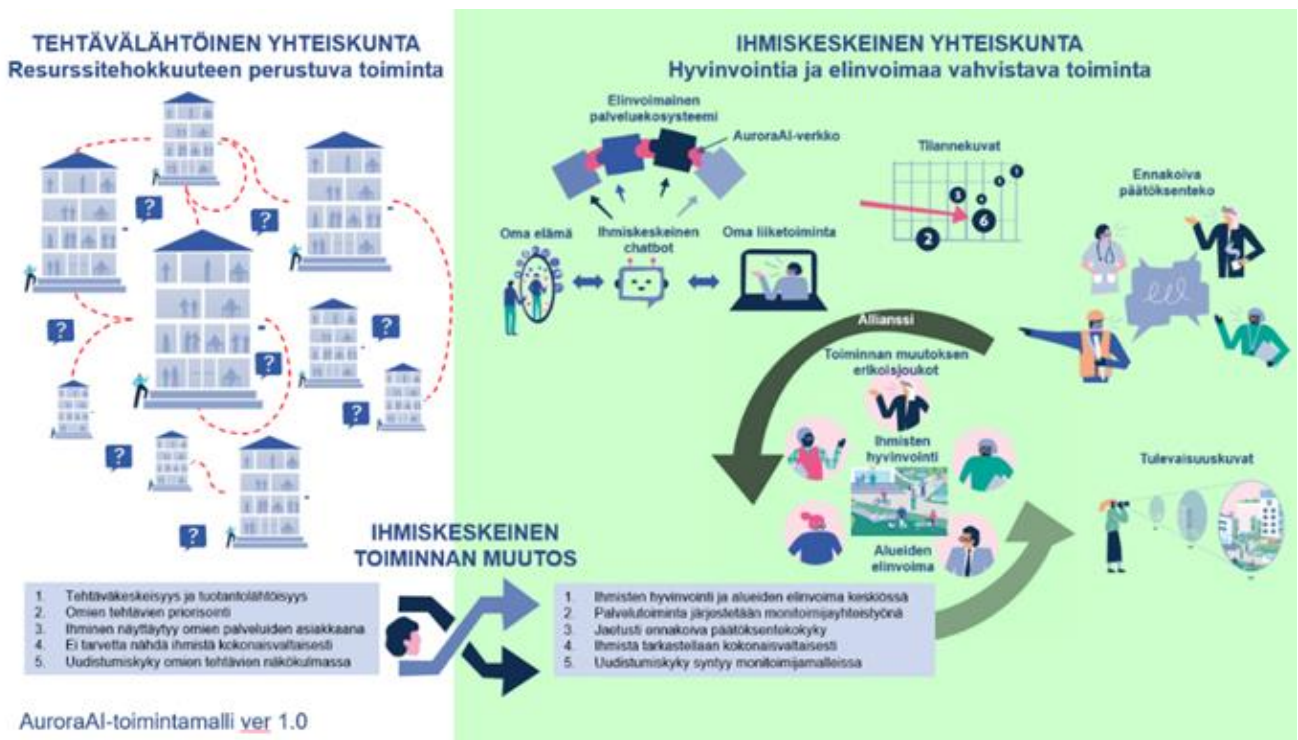 TEHTÄVÄLÄHTÖINEN YHTEISKUNTA
Resurssitehokkuuteen perustuva toiminta
?
?
?
?
?
?
?
?
IHMISKESKEINEN YHTEISKUNTA
Hyvinvointia ja elinvoimaa vahvistava toiminta
Elinvoimainen
palveluekosysteemi
AuroraAI-verkko
Oma elämä
Ihmiskeskeinen
chatbot
Oma liiketoiminta
Tilannekuvat
2
6
Ennakoiva
päätöksenteko
Allianssi
Toiminnan muutoksen
erikoisjoukot
Ihmisten
hyvinvointi
Alueiden
elinvoima
Tulevaisuuskuvat
IHMISKESKEINEN
TOIMINNAN MUUTOS
1. Tehtäväkeskeisyys ja tuotantolähtöisyys
2. Omien tehtävien priorisointi
3. Ihminen näyttäytyy omien palveluiden asiakkaana
4. Ei tarvetta nähdä ihmistä kokonaisvaltaisesti
5. Uudistumiskyky omien tehtävien näkökulmassa
1. Ihmisten hyvinvointi ja alueiden elinvoima keskiössä
2. Palvelutoiminta järjestetään monitoimijayhteistyönä
3. Jaetusti ennakoiva päätöksentekokyky
4. Ihmistä tarkastellaan kokonaisvaltaisesti
5. Uudistumiskyky syntyy monitoimijamalleissa
AuroraAI-toimintamalli ver 1.0